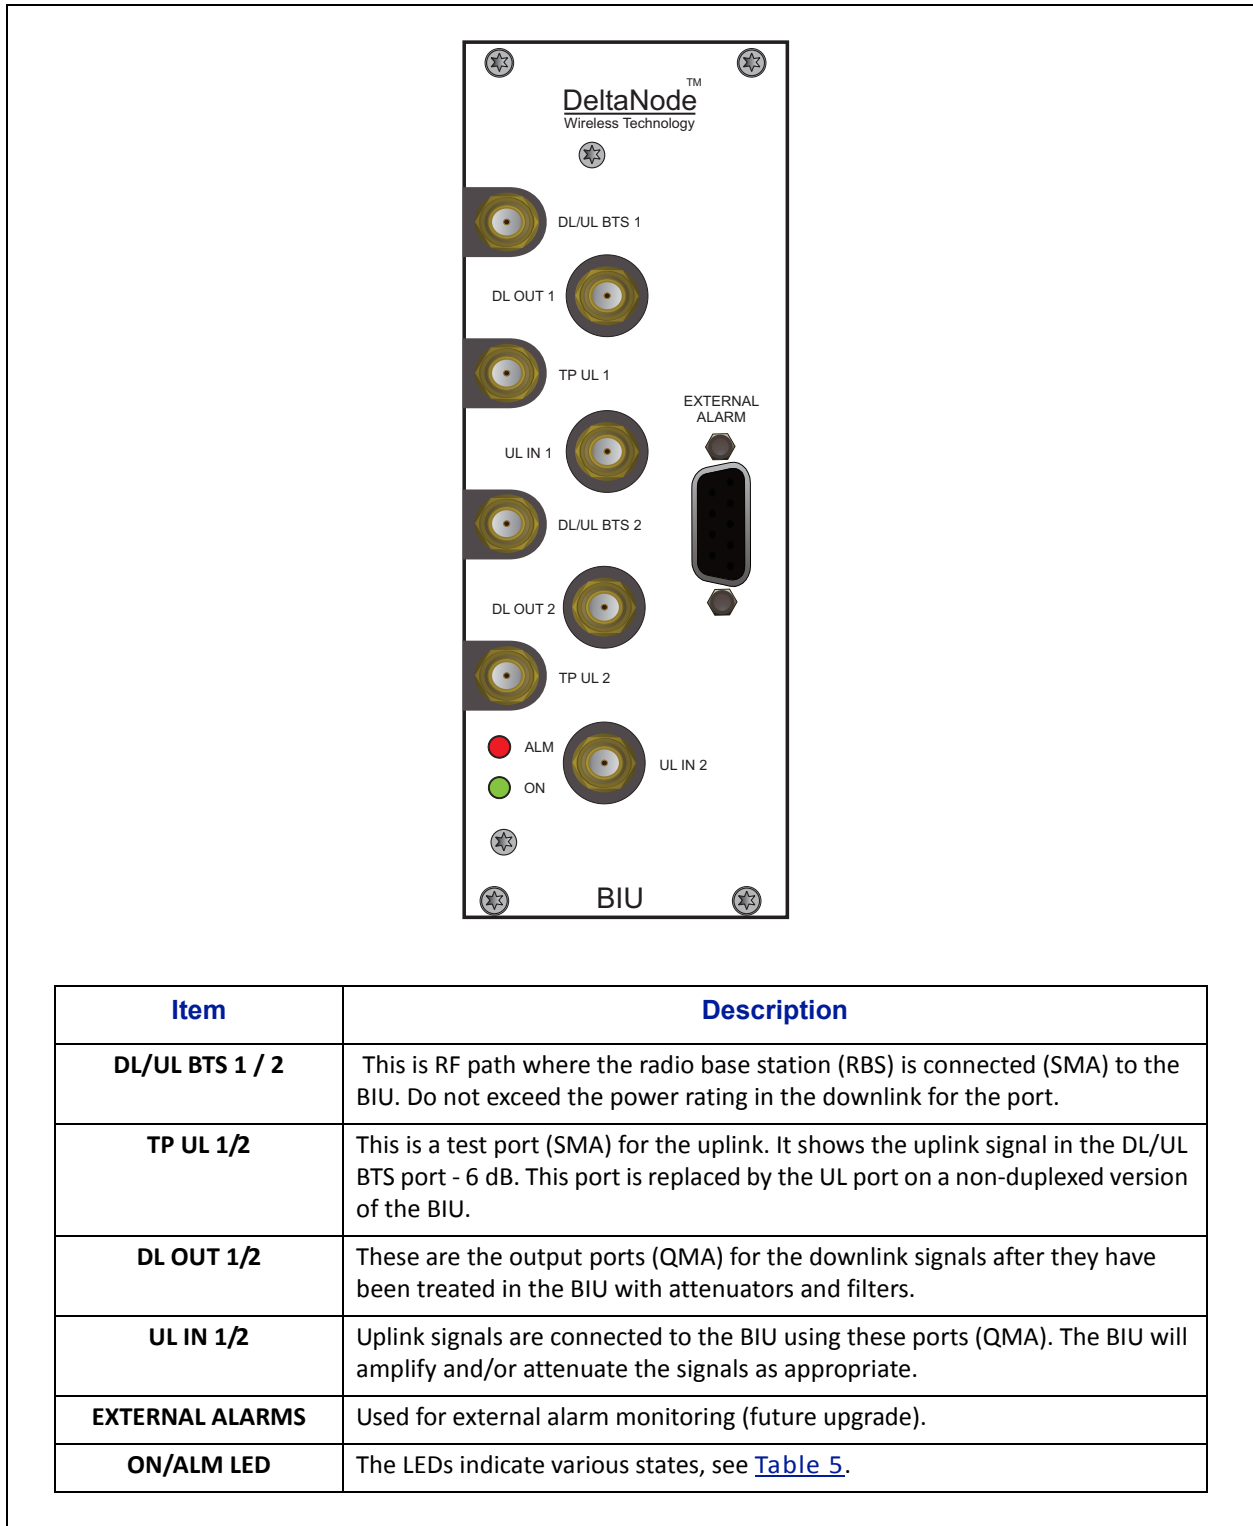 DeltaNode™
Wireless Technology
DL/UL BTS 1
DL OUT 1
TP UL 1
EXTERNAL
ALARM
UL IN 1
DL/UL BTS 2
DL OUT 2
TP UL 2
ALM
UL IN 2
ON
BIU
Item Description
DL/UL BTS 1 / 2 This is RF path where the radio base station (RBS) is connected (SMA) to the
BIU. Do not exceed the power rating in the downlink for the port.
TP UL 1/2 This is a test port (SMA) for the uplink. It shows the uplink signal in the DL/UL
BTS port - 6 dB. This port is replaced by the UL port on a non-duplexed version
of the BIU.
DL OUT 1/2 These are the output ports (QMA) for the downlink signals after they have
been treated in the BIU with attenuators and filters.
UL IN 1/2 Uplink signals are connected to the BIU using these ports (QMA). The BIU will
amplify and/or attenuate the signals as appropriate.
EXTERNAL ALARMS Used for external alarm monitoring (future upgrade).
ON/ALM LED The LEDs indicate various states, see Table 5.